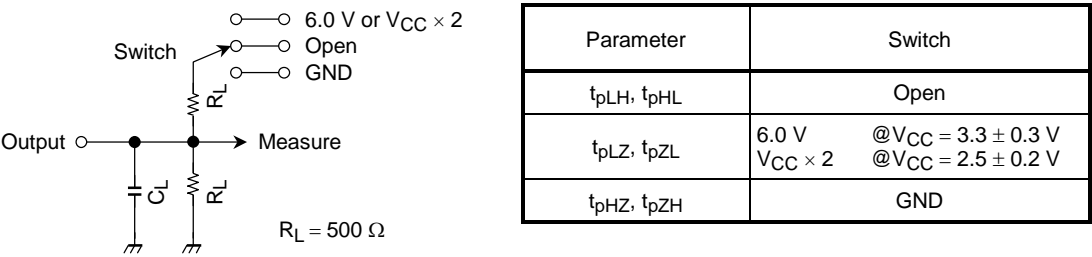 6.0 V or VCC × 2
Switch
Open
GND
RL
Output
Measure
CL
RL
RL = 500 Ω
Parameter Switch
tpLH, tpHL Open
tpLZ, tpZL
6.0 V @VCC = 3.3 ± 0.3 V
VCC × 2 @VCC = 2.5 ± 0.2 V
tpHZ, tpZH GND